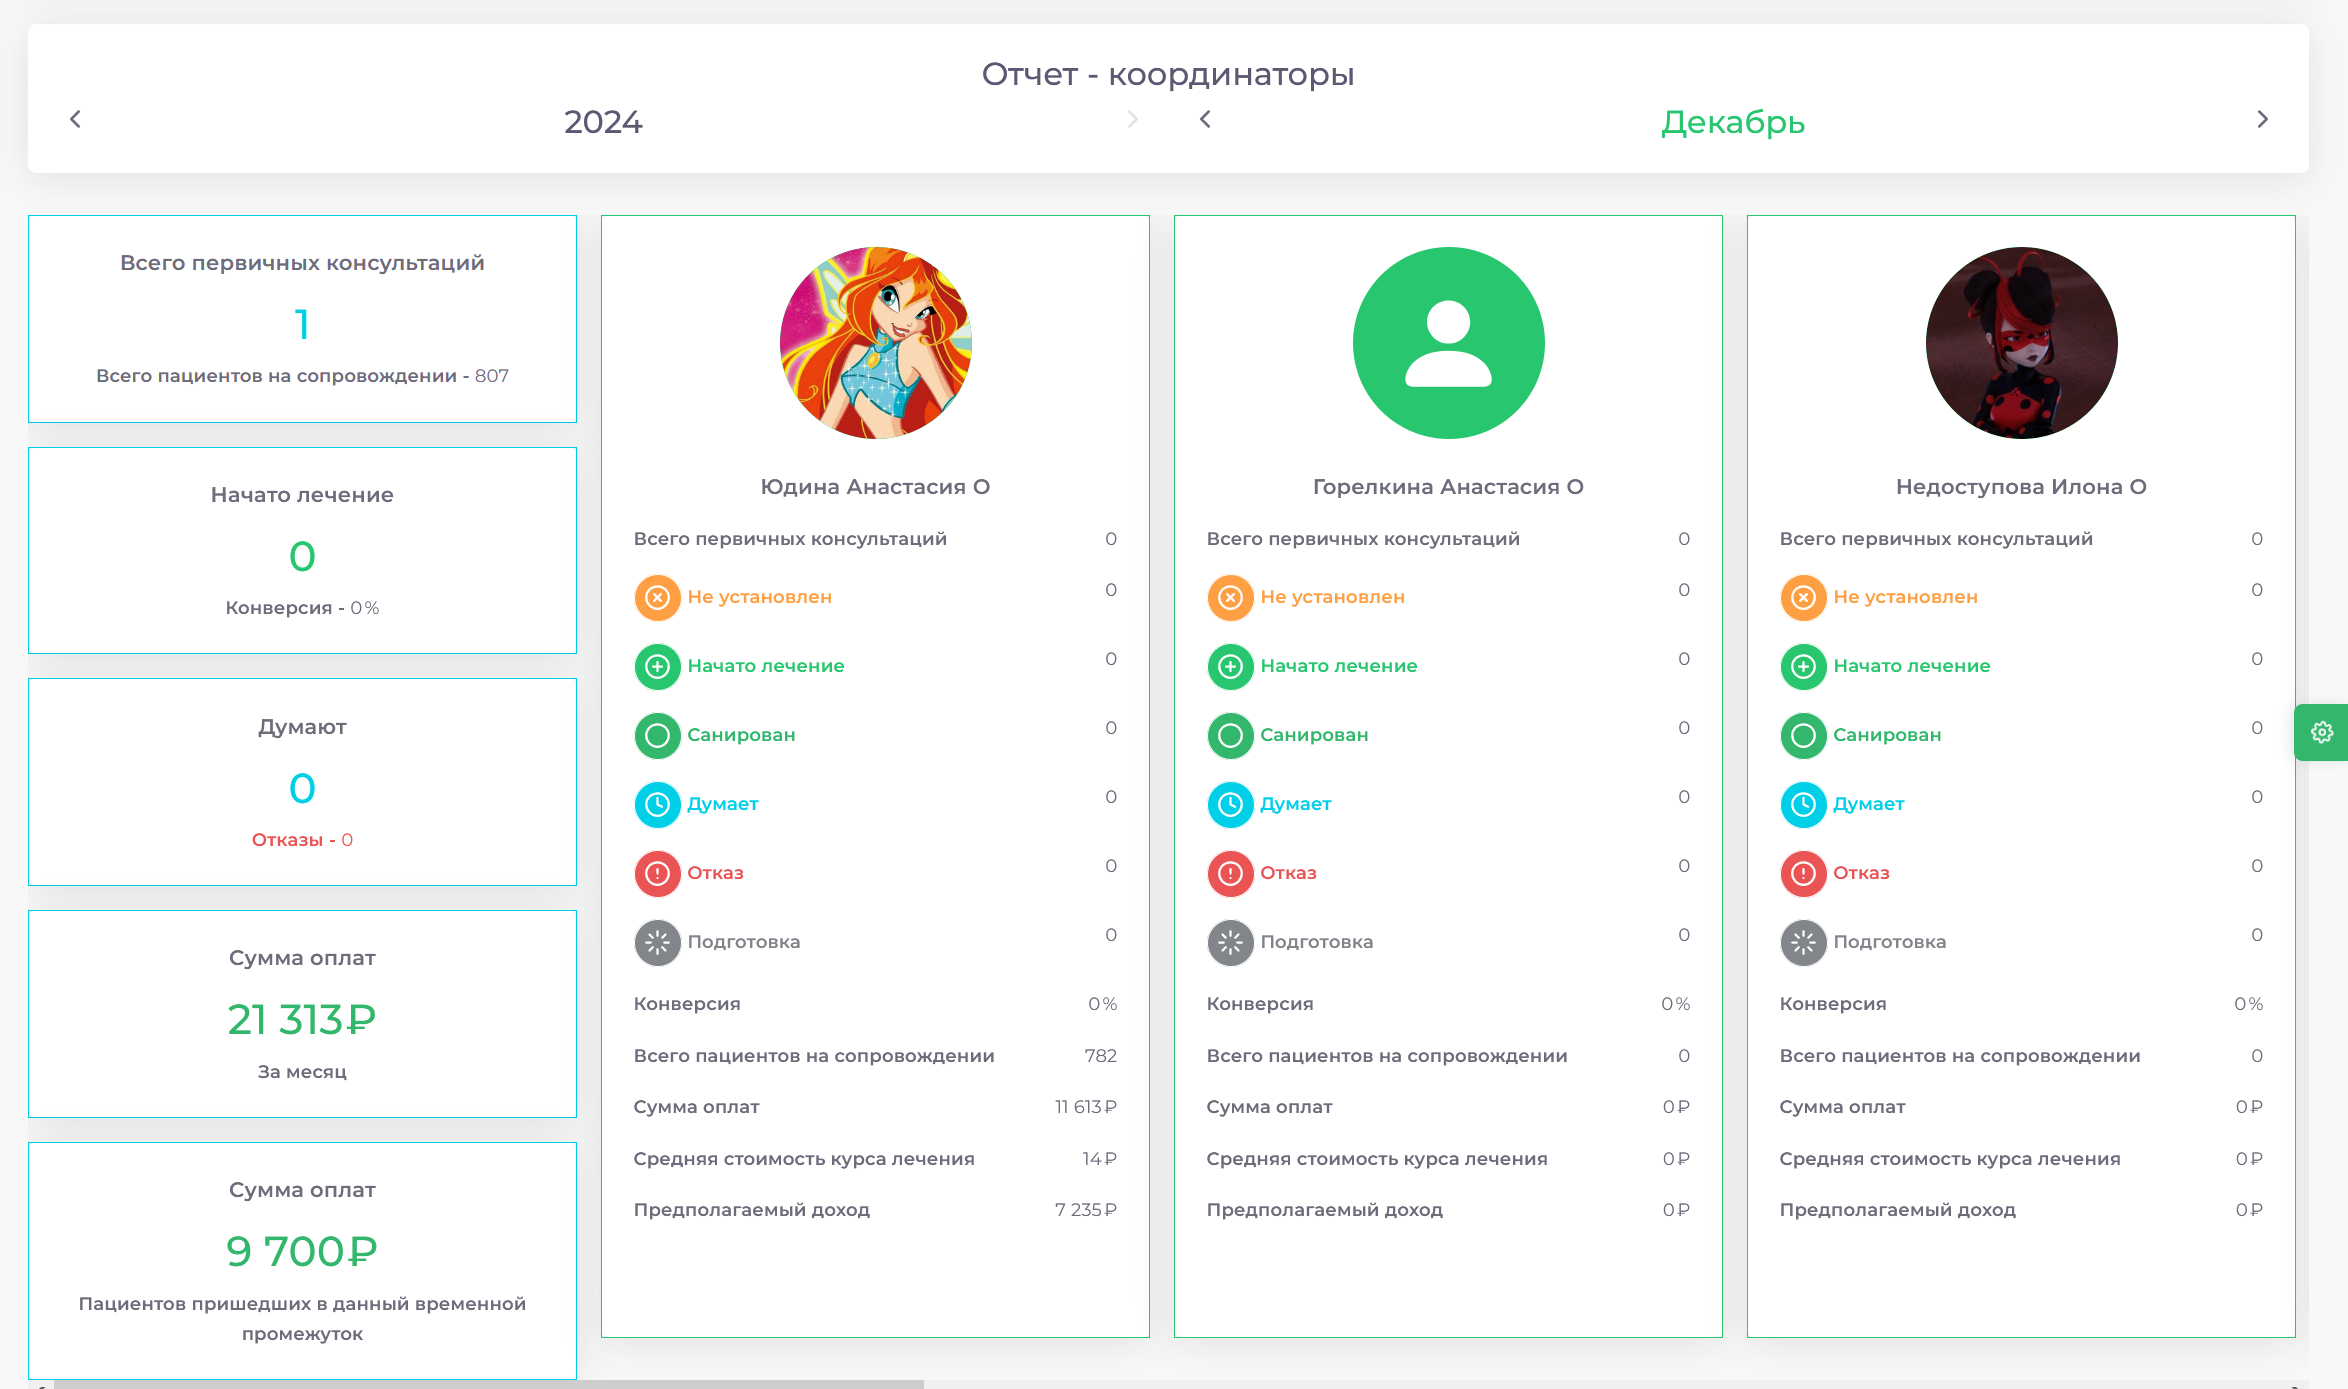 Отчет - координаторы
2024
Декабрь
Всего первичных консультаций
1
Всего пациентов на сопровождении - 807
Начато лечение
0
Конверсия - 0%
Думают
0
Отказы - 0
Сумма оплат
21 313₽
За месяц
Сумма оплат
9 700₽
Пациентов пришедших в данный временной
промежуток
Юдина Анастасия О
Всего первичных консультаций 0
Не установлен 0
Начато лечение 0
Санирован 0
Думает 0
Отказ 0
Подготовка 0
Конверсия 0%
Всего пациентов на сопровождении 782
Сумма оплат 11 613₽
Средняя стоимость курса лечения 14₽
Предполагаемый доход 7 235₽
Горелкина Анастасия О
Всего первичных консультаций 0
Не установлен 0
Начато лечение 0
Санирован 0
Думает 0
Отказ 0
Подготовка 0
Конверсия 0%
Всего пациентов на сопровождении 0
Сумма оплат 0₽
Средняя стоимость курса лечения 0₽
Предполагаемый доход 0₽
Недоступова Илона О
Всего первичных консультаций 0
Не установлен 0
Начато лечение 0
Санирован 0
Думает 0
Отказ 0
Подготовка 0
Конверсия 0%
Всего пациентов на сопровождении 0
Сумма оплат 0₽
Средняя стоимость курса лечения 0₽
Предполагаемый доход 0₽